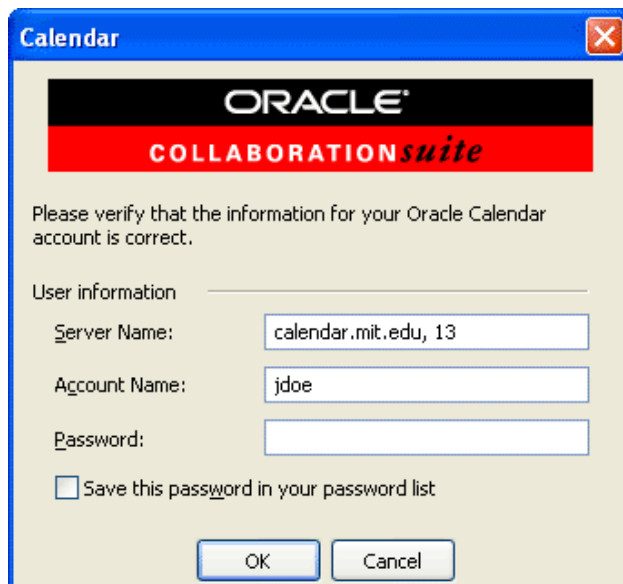 Calendar
ORACLE®
COLLABORATIONsuite
Please verify that the information for your Oracle Calendar
account is correct.
User information
Server Name: calendar.mit.edu, 13
Account Name: jdoe
Password:
Save this password in your password list
OK Cancel